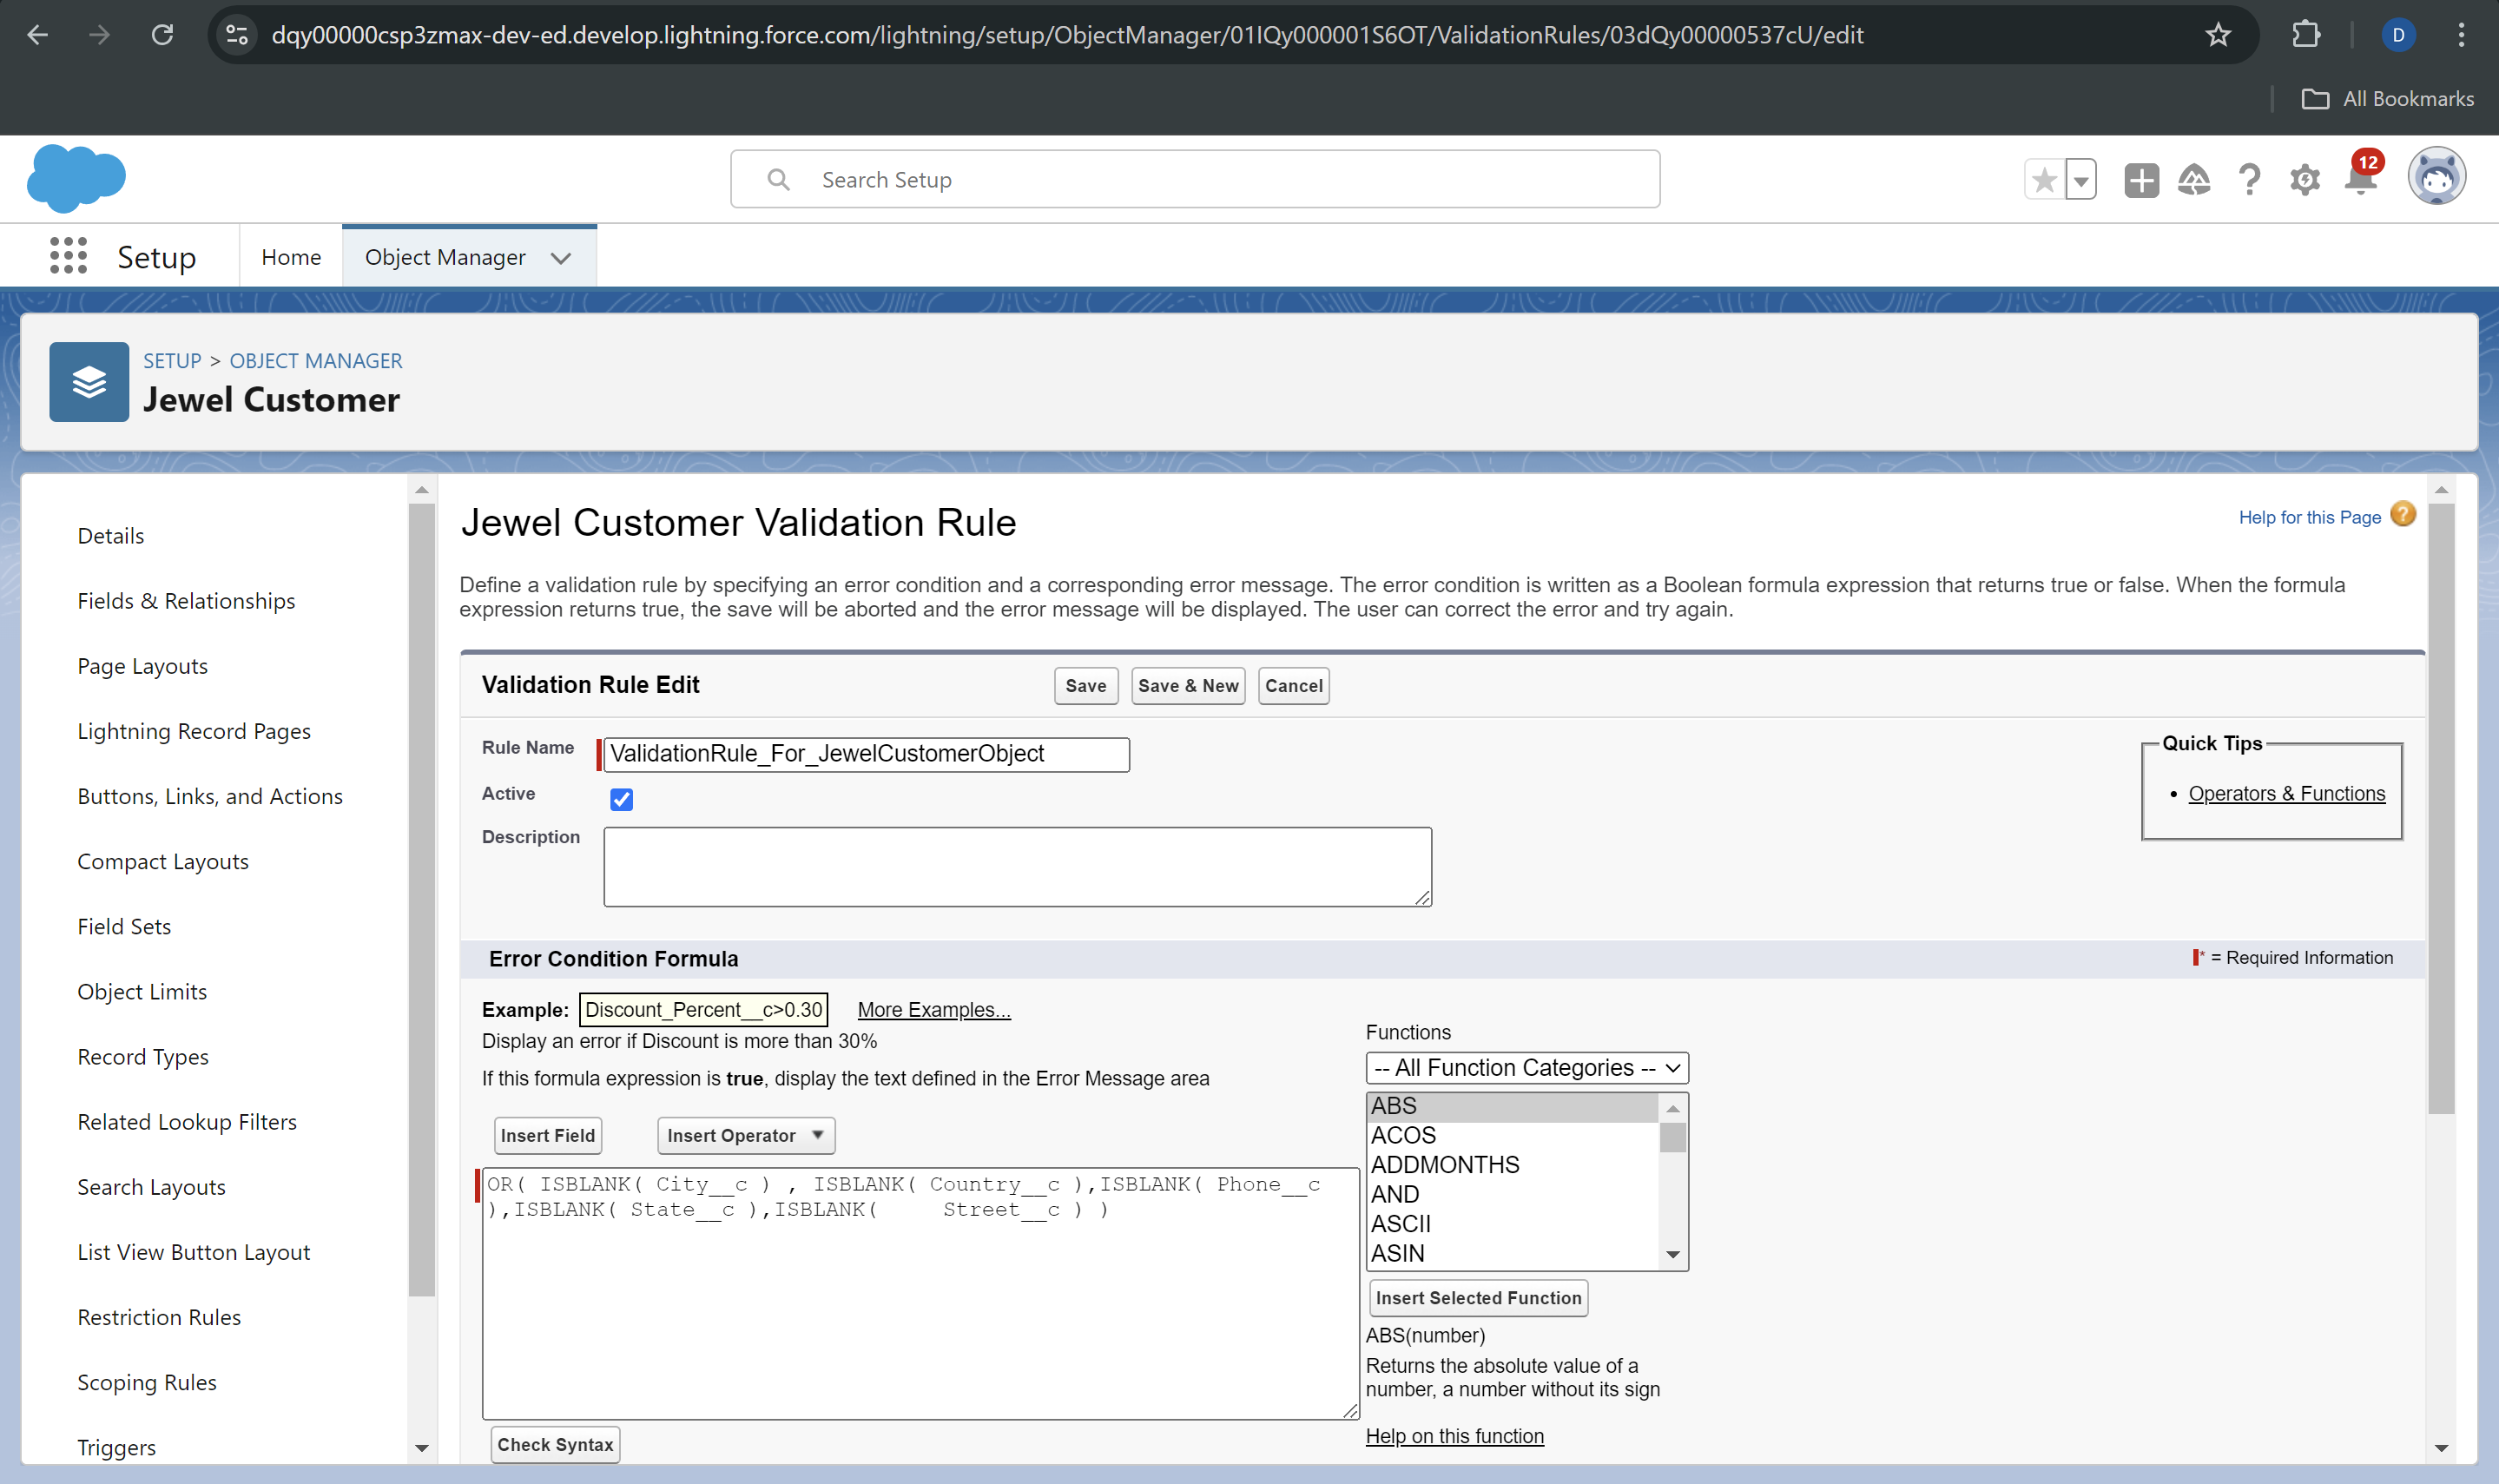 dqy00000csp3zmax-dev-ed.develop.lightning.force.com/lightning/setup/ObjectManager/01IQy000001S6OT/ValidationRules/03dQy00000537cU/edit
D
All Bookmarks
Search Setup
12
Setup
Home
Object Manager
SETUP > OBJECT MANAGER
Jewel Customer
Details
Fields & Relationships
Page Layouts
Lightning Record Pages
Buttons, Links, and Actions
Compact Layouts
Field Sets
Object Limits
Record Types
Related Lookup Filters
Search Layouts
List View Button Layout
Restriction Rules
Scoping Rules
Triggers
Jewel Customer Validation Rule
Help for this Page ?
Define a validation rule by specifying an error condition and a corresponding error message. The error condition is written as a Boolean formula expression that returns true or false. When the formula
expression returns true, the save will be aborted and the error message will be displayed. The user can correct the error and try again.
Validation Rule Edit
Save
Save & New
Cancel
Rule Name
ValidationRule_For_JewelCustomerObject
Active
Description
Quick Tips
• Operators & Functions
Error Condition Formula
* = Required Information
Example: Discount_Percent__c>0.30 More Examples...
Display an error if Discount is more than 30%
If this formula expression is true, display the text defined in the Error Message area
Insert Field
Insert Operator ▼
OR( ISBLANK( City__c ) , ISBLANK( Country__c ),ISBLANK( Phone__c
),ISBLANK( State__c ),ISBLANK(     Street__c ) )
Check Syntax
Functions
-- All Function Categories --
ABS
ACOS
ADDMONTHS
AND
ASCII
ASIN
Insert Selected Function
ABS(number)
Returns the absolute value of a
number, a number without its sign
Help on this function